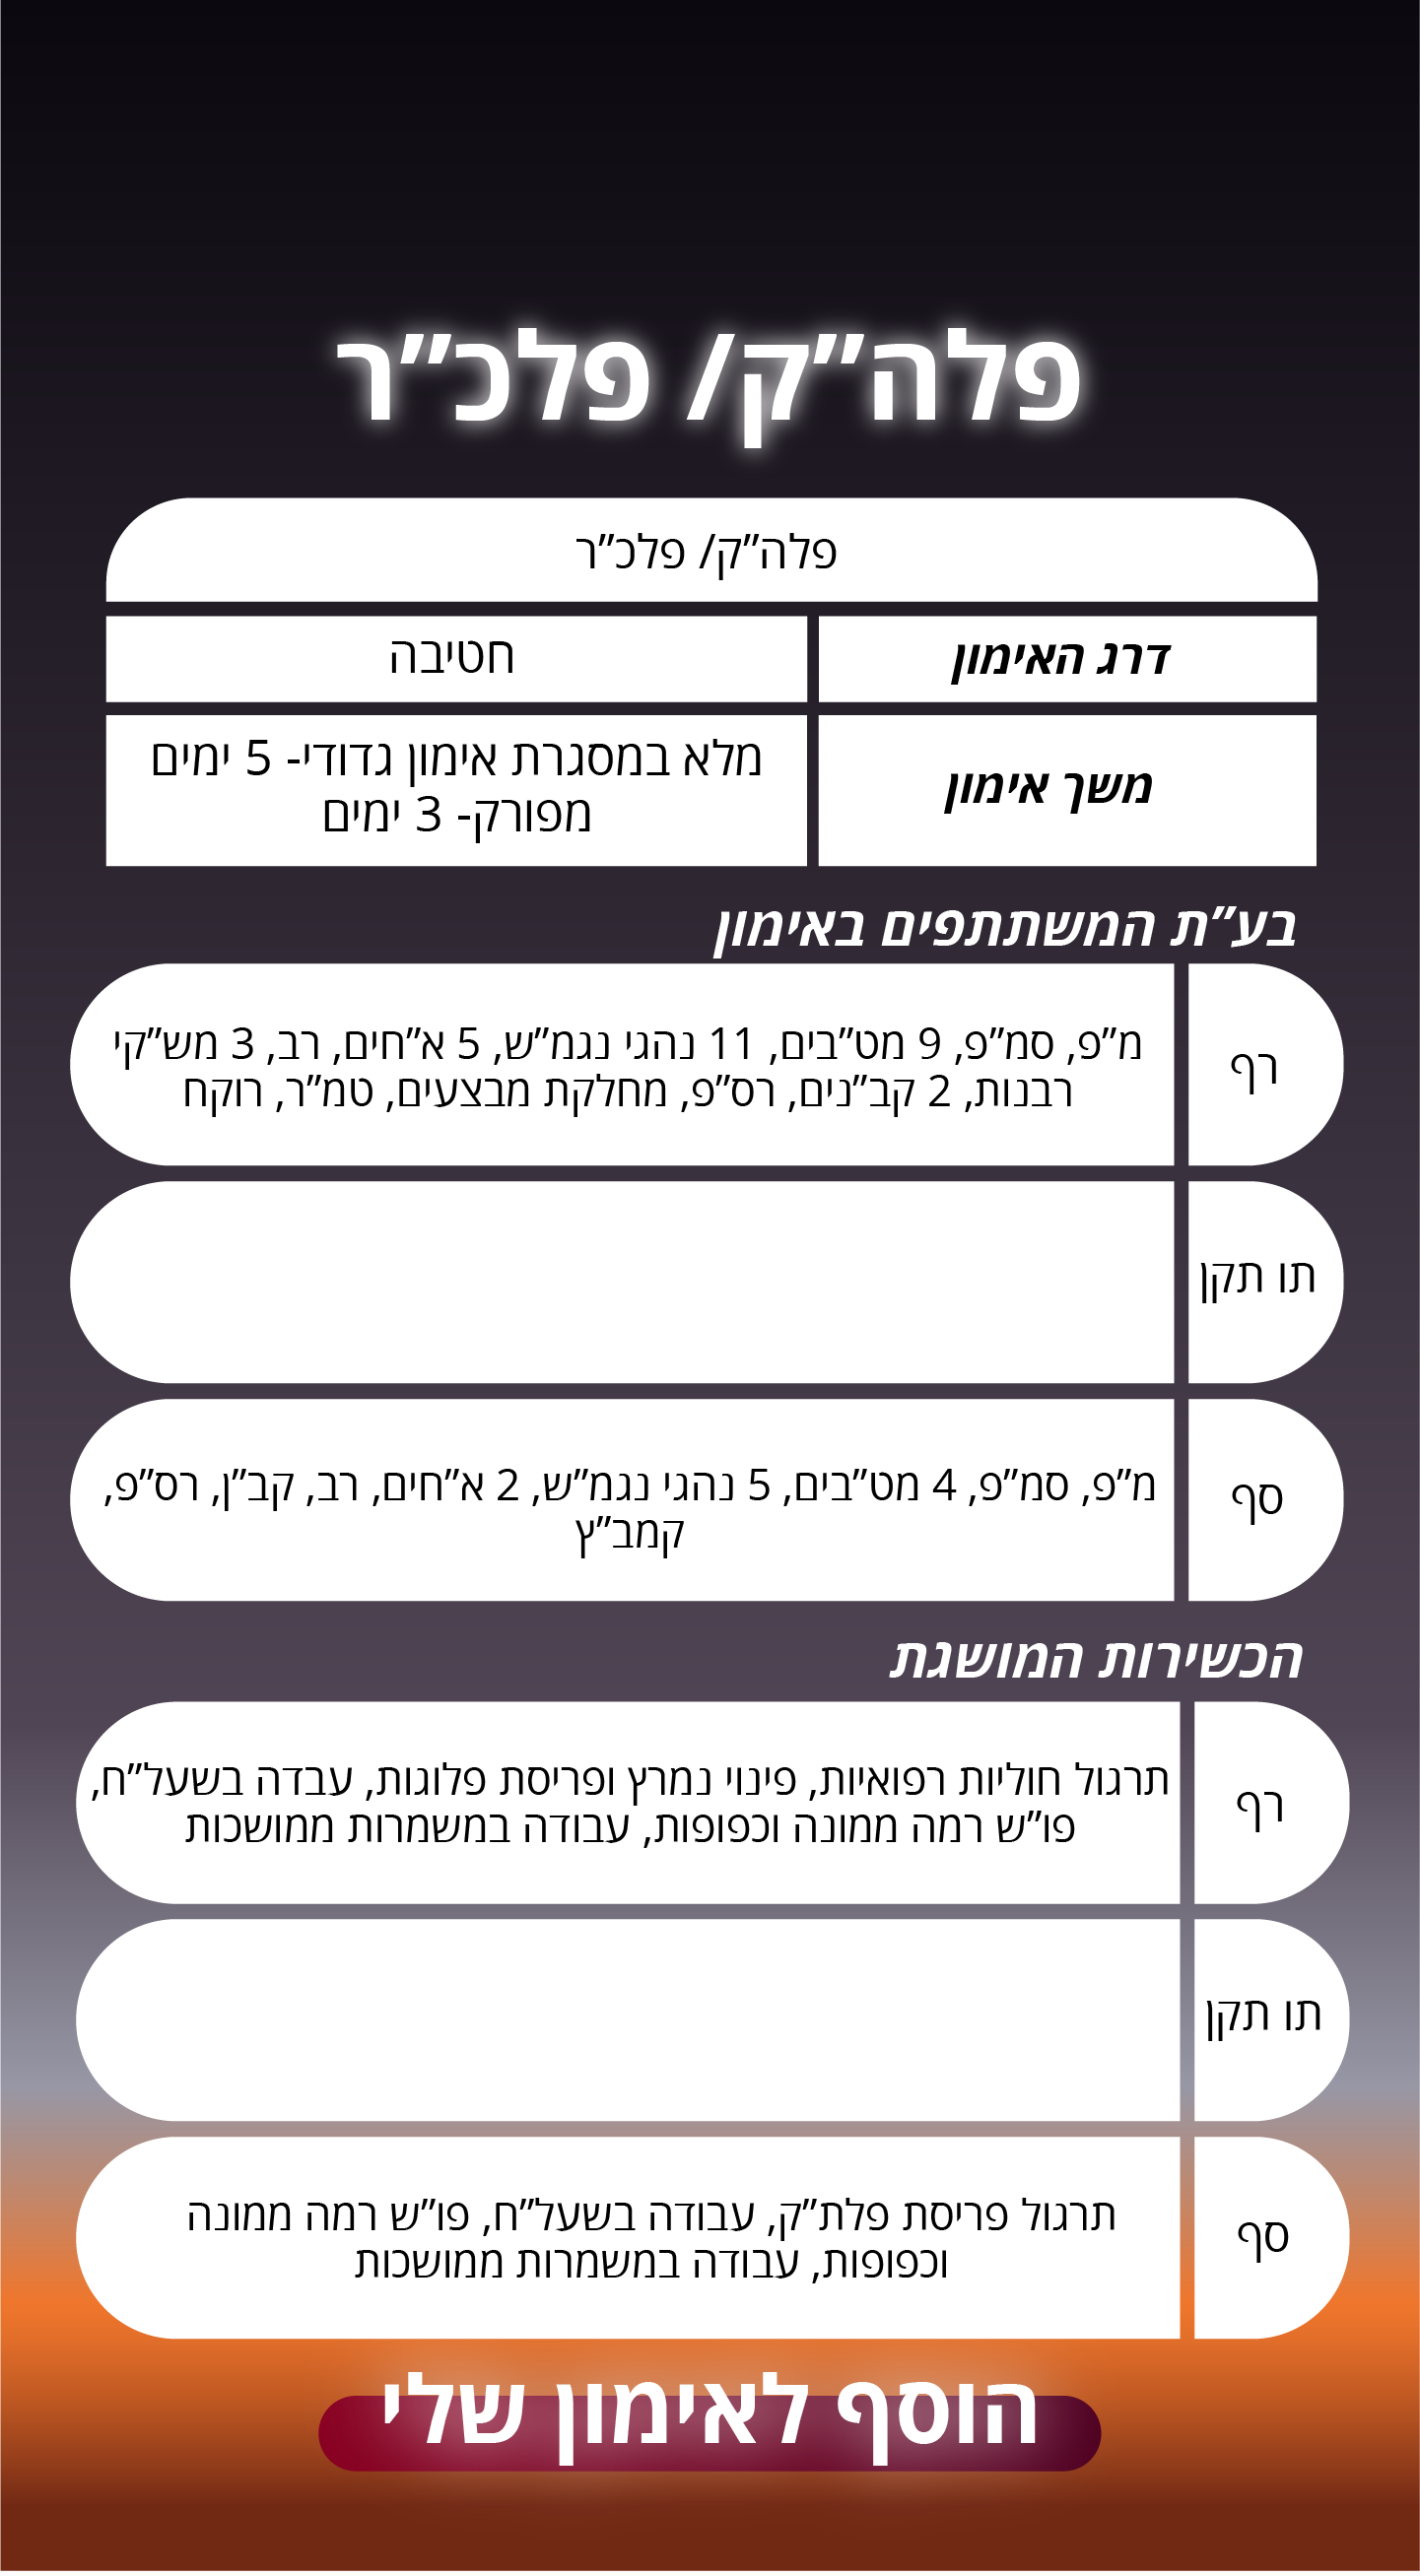 פלה”ק/ פלכ”ר
פלה”ק/ פלכ”ר
דרג האימון
חטיבה
משך אימון
מלא במסגרת אימון גדודי- 5 ימים
מפורק- 3 ימים
בע”ת המשתתפים באימון
רף
מ”פ, סמ”פ, 9 מט”בים, 11 נהגי נגמ”ש, 5 א”חים, רב, 3 מש”קי
רבנות, 2 קב”נים, רס”פ, מחלקת מבצעים, טמ”ר, רוקח
תו תקן
סף
מ”פ, סמ”פ, 4 מט”בים, 5 נהגי נגמ”ש, 2 א”חים, רב, קב”ן, רס”פ,
קמב”ץ
הכשירות המושגת
רף
תרגול חוליות רפואיות, פינוי נמרץ ופריסת פלוגות, עבדה בשעל”ח,
פו”ש רמה ממונה וכפופות, עבודה במשמרות ממושכות
תו תקן
סף
תרגול פריסת פלת”ק, עבודה בשעל”ח, פו”ש רמה ממונה
וכפופות, עבודה במשמרות ממושכות
הוסף לאימון שלי